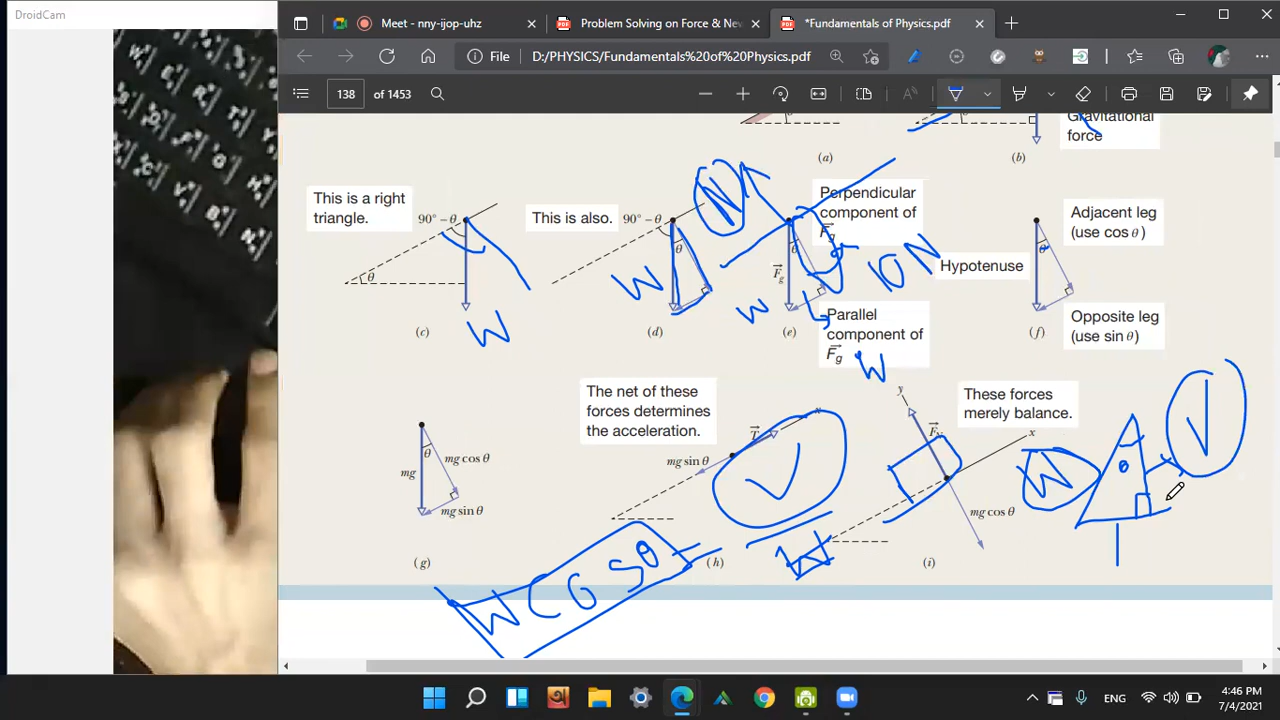 DroidCam
Meet - nny-ijop-uhz
Problem Solving on Force & Nev
*Fundamentals of Physics.pdf
File
D:/PHYSICS/Fundamentals%20of%20Physics.pdf
138 of 1453
(a)
(b)
Gravitational
force
This is a right
triangle.
90° – θ
θ
(c)
W
This is also.
90° – θ
θ
W
(d)
N
Perpendicular
component of
F⃗g
θ
F⃗g
W
10 N
(e)
Parallel
component of
F⃗g
W
Hypotenuse
θ
Adjacent leg
(use cos θ)
Opposite leg
(use sin θ)
(f)
mg
θ
mg cos θ
mg sin θ
(g)
The net of these
forces determines
the acceleration.
x
T
mg sin θ
(h)
W
W COSθ =
These forces
merely balance.
y
F
x
mg cos θ
(i)
W
θ
ENG
4:46 PM
7/4/2021